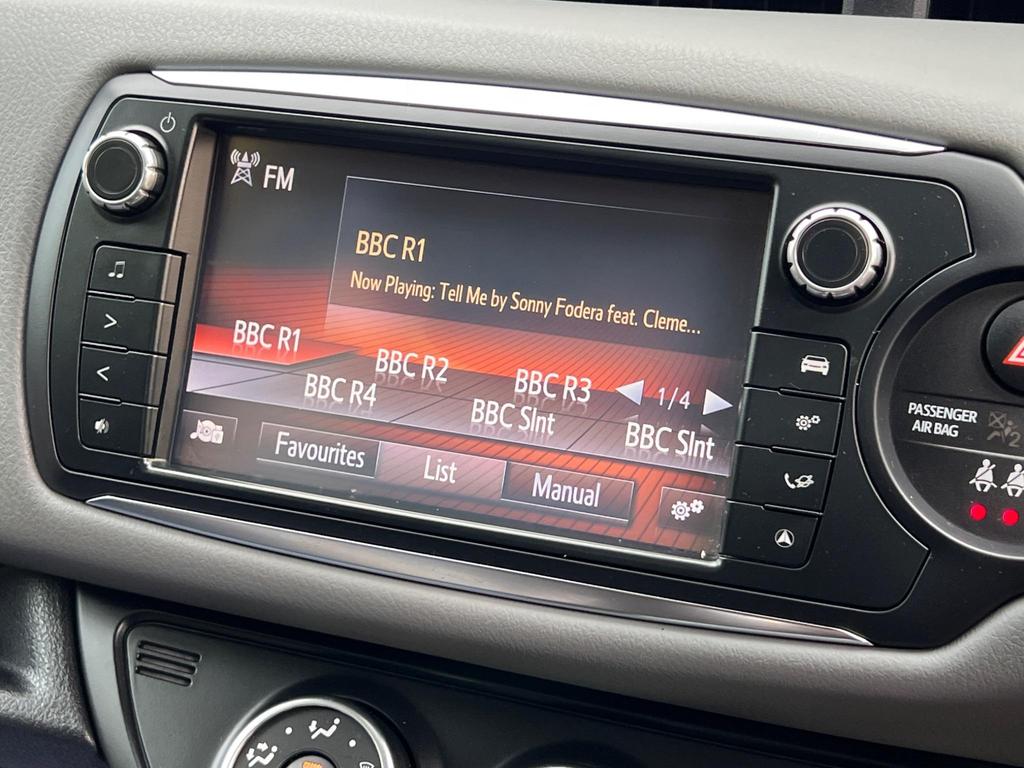 FM
BBC R1
Now Playing: Tell Me by Sonny Fodera feat. Cleme...
BBC R1
BBC R2
BBC R3
1/4
BBC R4
BBC Slnt
BBC Slnt
Favourites
List
Manual
PASSENGER
AIR BAG
2